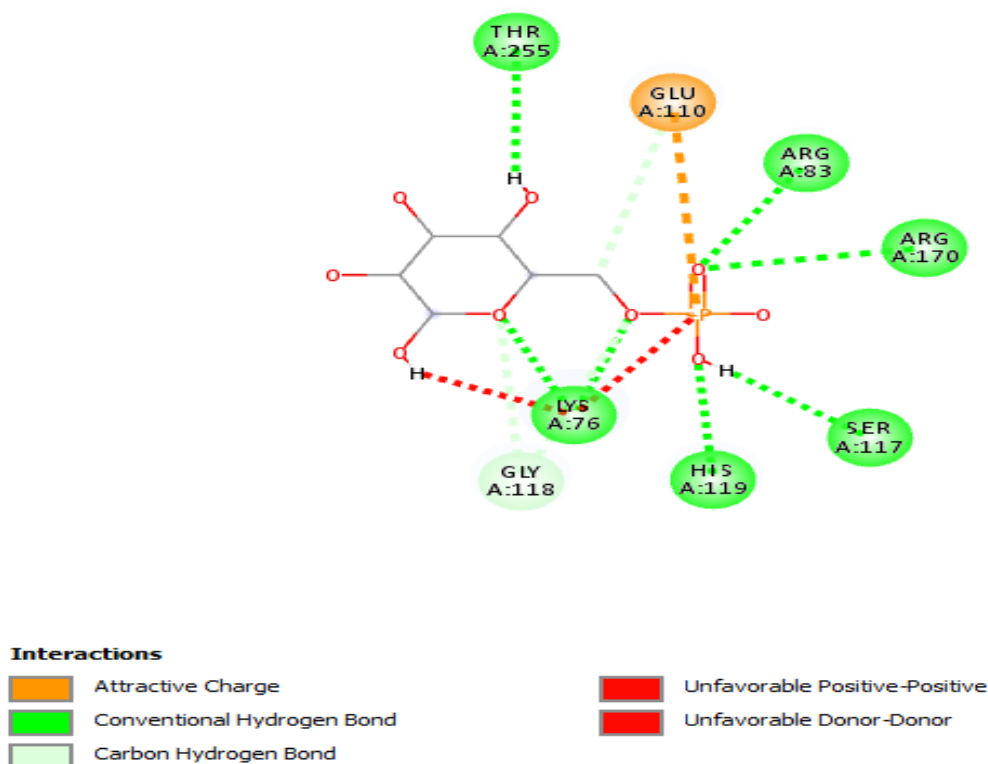 THR
A:255
GLU
A:110
ARG
A:83
ARG
A:170
H
O
O
O
O
O
O
O
P
O
O
H
O
H
LYS
A:76
SER
A:117
GLY
A:118
HIS
A:119
Interactions
Attractive Charge
Conventional Hydrogen Bond
Carbon Hydrogen Bond
Unfavorable Positive-Positive
Unfavorable Donor-Donor